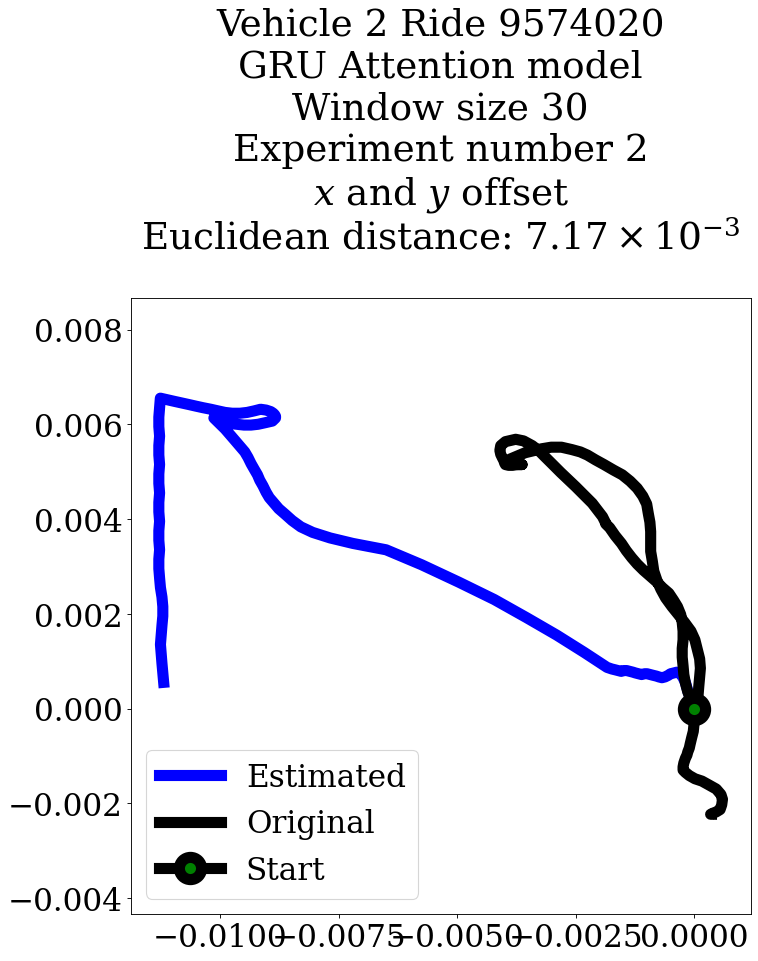 Vehicle 2 Ride 9574020
GRU Attention model
Window size 30
Experiment number 2
x and y offset
Euclidean distance: 7.17 × 10⁻³
0.008
0.006
0.004
0.002
0.000
−0.002
−0.004
Estimated
Original
Start
−0.0100 −0.0075 −0.0050 −0.0025 0.0000